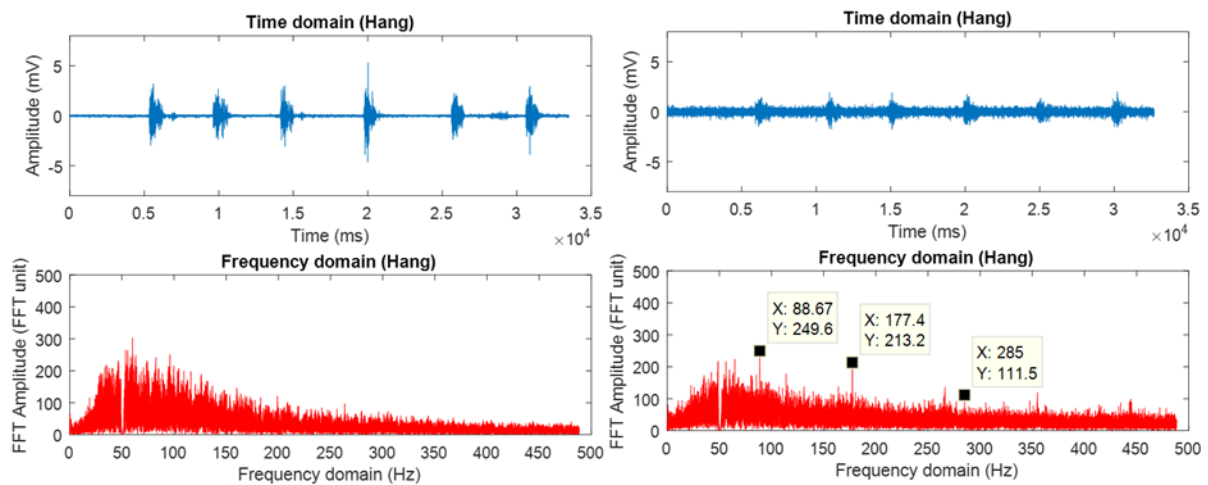 Time domain (Hang)
Amplitude (mV)
5
0
-5
0 0.5 1 1.5 2 2.5 3 3.5
Time (ms)
×10⁴
Frequency domain (Hang)
FFT Amplitude (FFT unit)
500
400
300
200
100
0
0 50 100 150 200 250 300 350 400 450 500
Frequency domain (Hz)
Time domain (Hang)
Amplitude (mV)
5
0
-5
0 0.5 1 1.5 2 2.5 3 3.5
Time (ms)
×10⁴
Frequency domain (Hang)
FFT Amplitude (FFT unit)
500
400
300
200
100
0
X: 88.67
Y: 249.6
X: 177.4
Y: 213.2
X: 285
Y: 111.5
0 50 100 150 200 250 300 350 400 450 500
Frequency domain (Hz)